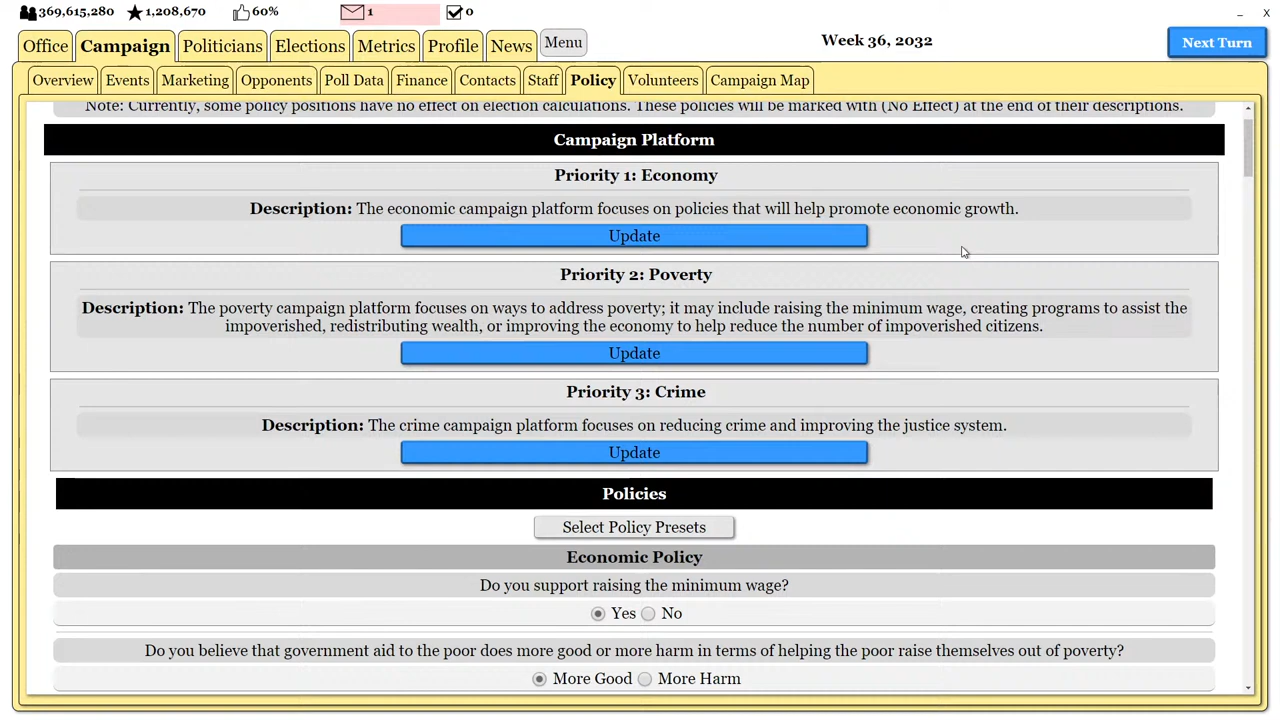 369,615,280 1,208,670 60% 1 0 _ X
Office Campaign Politicians Elections Metrics Profile News Menu Week 36, 2032 Next Turn
Overview Events Marketing Opponents Poll Data Finance Contacts Staff Policy Volunteers Campaign Map
Note: Currently, some policy positions have no effect on election calculations. These policies will be marked with (No Effect) at the end of their descriptions.
Campaign Platform
Priority 1: Economy
Description: The economic campaign platform focuses on policies that will help promote economic growth.
Update
Priority 2: Poverty
Description: The poverty campaign platform focuses on ways to address poverty; it may include raising the minimum wage, creating programs to assist the
impoverished, redistributing wealth, or improving the economy to help reduce the number of impoverished citizens.
Update
Priority 3: Crime
Description: The crime campaign platform focuses on reducing crime and improving the justice system.
Update
Policies
Select Policy Presets
Economic Policy
Do you support raising the minimum wage?
Yes No
Do you believe that government aid to the poor does more good or more harm in terms of helping the poor raise themselves out of poverty?
More Good More Harm